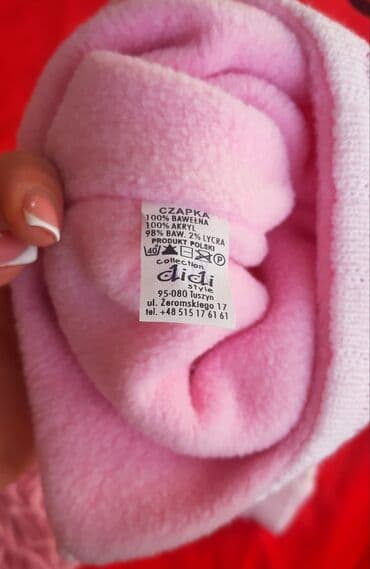 CZAPKA
100% BAWEŁNA
100% AKRYL
98% BAW. 2% LYCRA
PRODUKT POLSKI
40 P
collection
didi
style
95-080 Tuszyn
ul. Żeromskiego 17
tel. +48 515 17 61 61